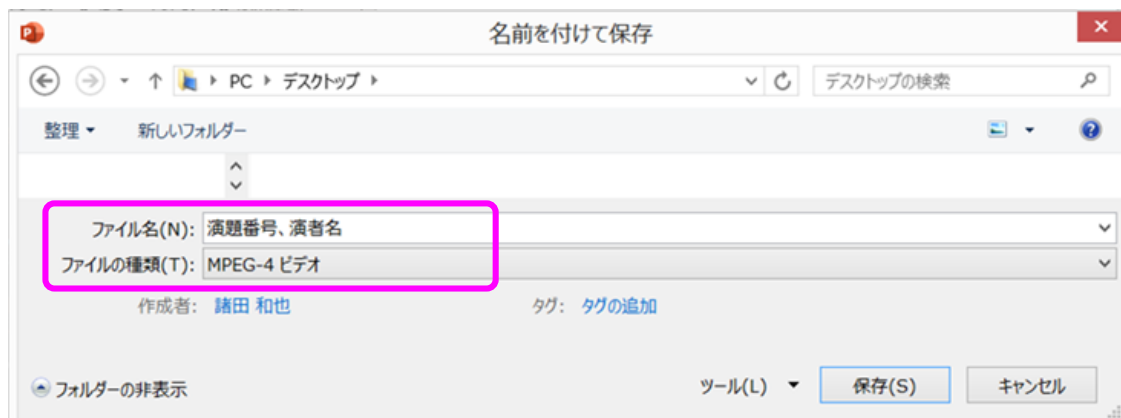 名前を付けて保存
PC デスクトップ デスクトップの検索
整理 新しいフォルダー
ファイル名(N): 演題番号、演者名
ファイルの種類(T): MPEG-4 ビデオ
作成者: 諸田 和也 タグ: タグの追加
フォルダーの非表示 ツール(L) 保存(S) キャンセル